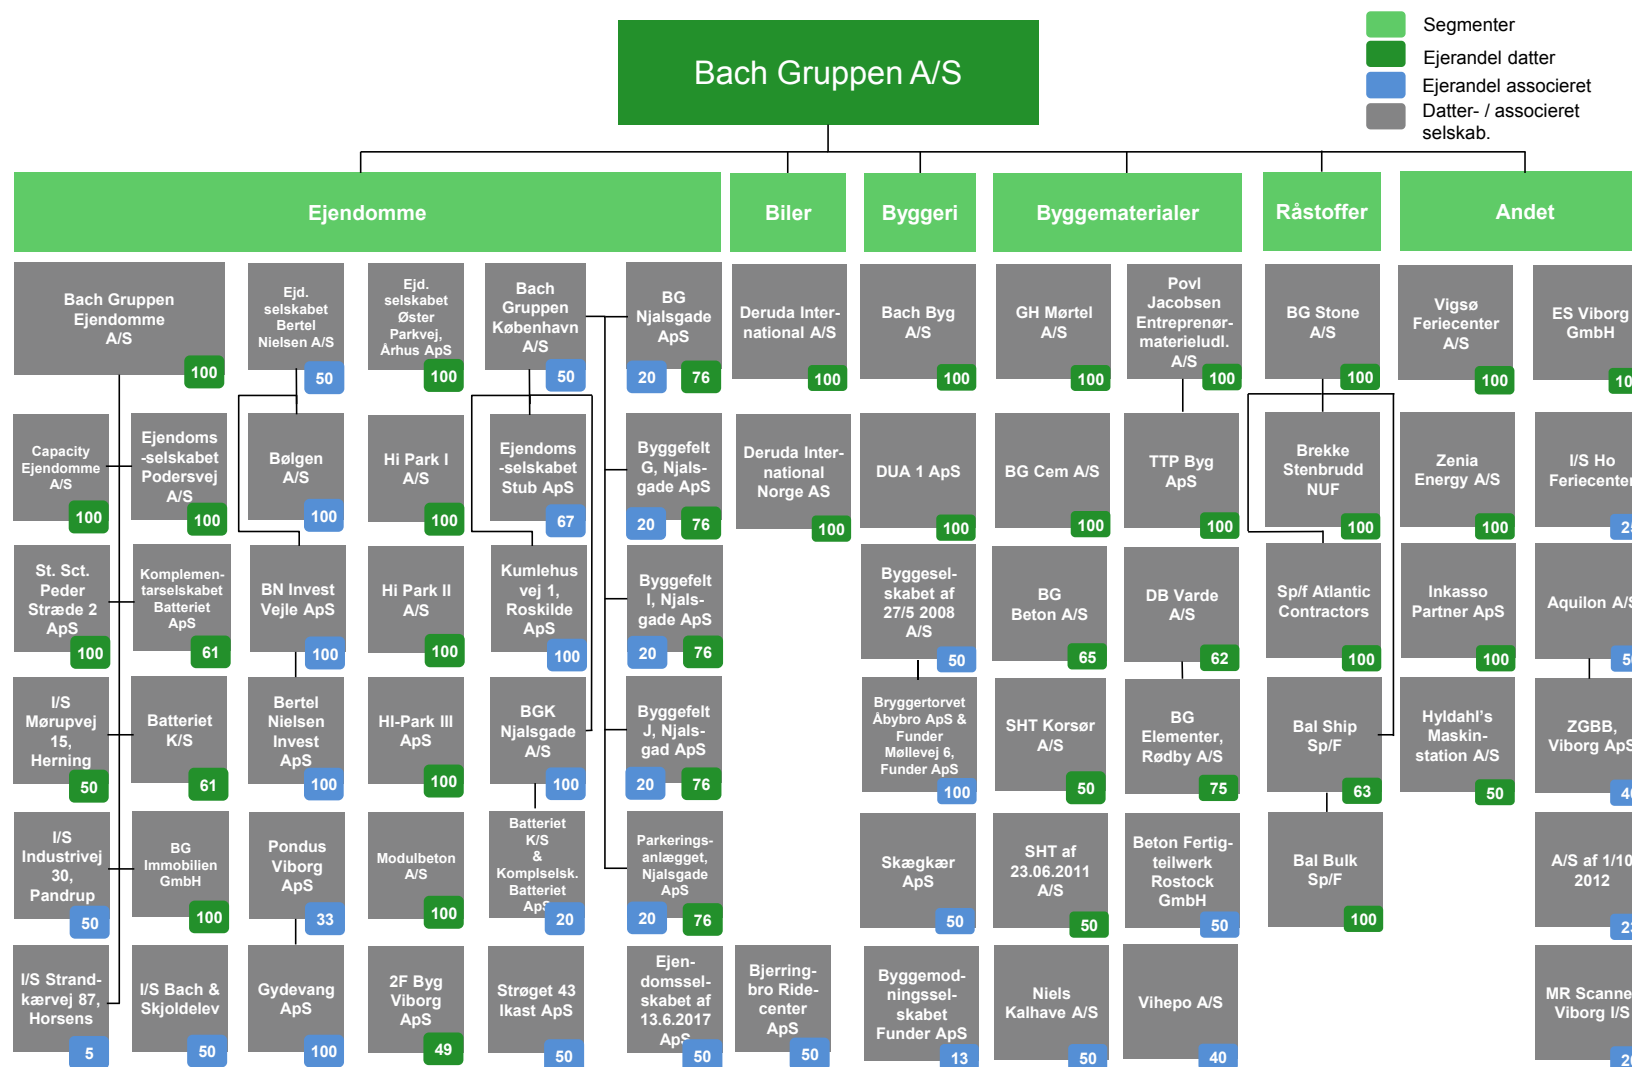 Bach Gruppen A/S
Segmenter
Ejerandel datter
Ejerandel associeret
Datter- / associeret
selskab.
Ejendomme
Biler
Byggeri
Byggematerialer
Råstoffer
Andet
Bach Gruppen
Ejendomme
A/S
100
Ejd.
selskabet
Bertel
Nielsen A/S
50
Ejd.
selskabet
Øster
Parkvej,
Århus ApS
100
Bach
Gruppen
København
A/S
50
BG
Njalsgade
ApS
20
76
Deruda Inter-
national A/S
100
Bach Byg
A/S
100
GH Mørtel
A/S
100
Povl
Jacobsen
Entreprenør-
materieludl.
A/S
100
BG Stone
A/S
100
Vigsø
Feriecenter
A/S
100
ES Viborg
GmbH
Capacity
Ejendomme
A/S
100
Ejendoms
-selskabet
Podersvej
A/S
100
Bølgen
A/S
100
Hi Park I
A/S
100
Ejendoms
-selskabet
Stub ApS
67
Byggefelt
G, Njals-
gade ApS
20
76
Deruda Inter-
national
Norge AS
100
DUA 1 ApS
100
BG Cem A/S
100
TTP Byg
ApS
100
Brekke
Stenbrudd
NUF
100
Zenia
Energy A/S
100
I/S Ho
Feriecenter
St. Sct.
Peder
Stræde 2
ApS
100
Komplemen-
tarselskabet
Batteriet
ApS
61
BN Invest
Vejle ApS
100
Hi Park II
A/S
100
Kumlehus
vej 1,
Roskilde
ApS
100
Byggefelt
I, Njals-
gade ApS
20
76
Byggesel-
skabet af
27/5 2008
A/S
50
BG
Beton A/S
65
DB Varde
A/S
62
Sp/f Atlantic
Contractors
100
Inkasso
Partner ApS
100
Aquilon A/S
I/S
Mørupvej
15,
Herning
50
Batteriet
K/S
61
Bertel
Nielsen
Invest
ApS
100
HI-Park III
ApS
100
BGK
Njalsgade
A/S
100
Byggefelt
J, Njals-
gad ApS
20
76
Bryggertorvet
Åbybro ApS &
Funder
Møllevej 6,
Funder ApS
100
SHT Korsør
A/S
50
BG
Elementer,
Rødby A/S
75
Bal Ship
Sp/F
63
Hyldahl's
Maskin-
station A/S
50
ZGBB,
Viborg ApS
I/S
Industrivej
30,
Pandrup
50
BG
Immobilien
GmbH
100
Pondus
Viborg
ApS
33
Modulbeton
A/S
100
Batteriet
K/S
&
Komplselsk.
Batteriet
ApS
20
Parkerings-
anlægget,
Njalsgade
ApS
20
76
Skægkær
ApS
50
SHT af
23.06.2011
A/S
50
Beton Fertig-
teilwerk
Rostock
GmbH
50
Bal Bulk
Sp/F
100
A/S af 1/10
2012
I/S Strand-
kærvej 87,
Horsens
5
I/S Bach &
Skjoldelev
50
Gydevang
ApS
100
2F Byg
Viborg
ApS
49
Strøget 43
Ikast ApS
50
Ejen-
domssel-
skabet af
13.6.2017
ApS
50
Bjerring-
bro Ride-
center
ApS
50
Byggemod-
ningssel-
skabet
Funder ApS
13
Niels
Kalhave A/S
50
Vihepo A/S
40
MR Scanner
Viborg I/S